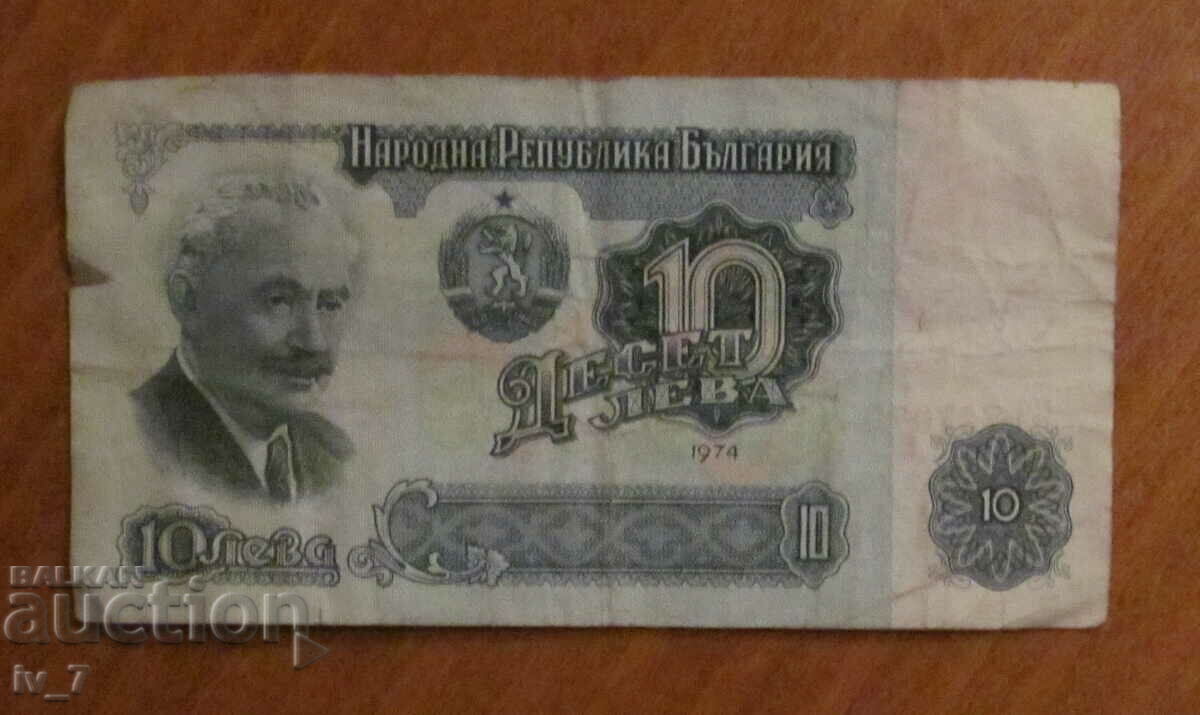 НАРОДНА РЕПУБЛИКА БЪЛГАРИЯ
10
ДЕСЕТ
ЛЕВА
1974
10 лева
10
10
BALKAN
auction
iv_7